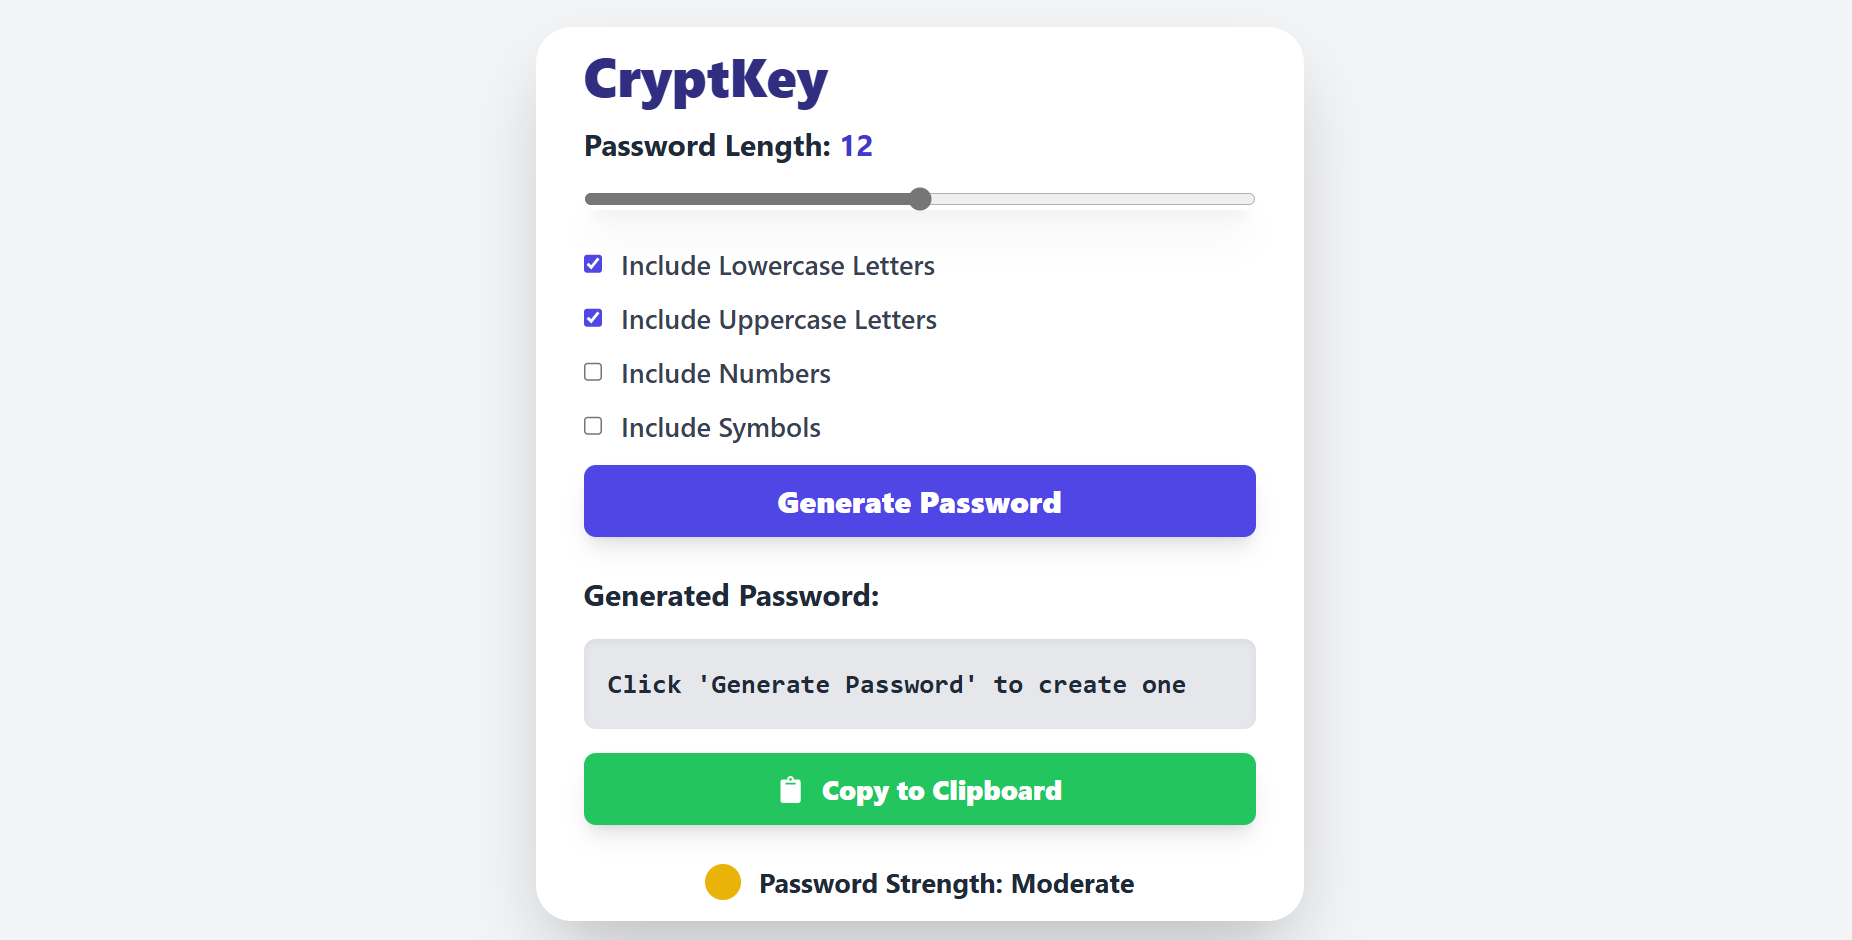 CryptKey
Password Length: 12
Include Lowercase Letters
Include Uppercase Letters
Include Numbers
Include Symbols
Generate Password
Generated Password:
Click 'Generate Password' to create one
Copy to Clipboard
Password Strength: Moderate